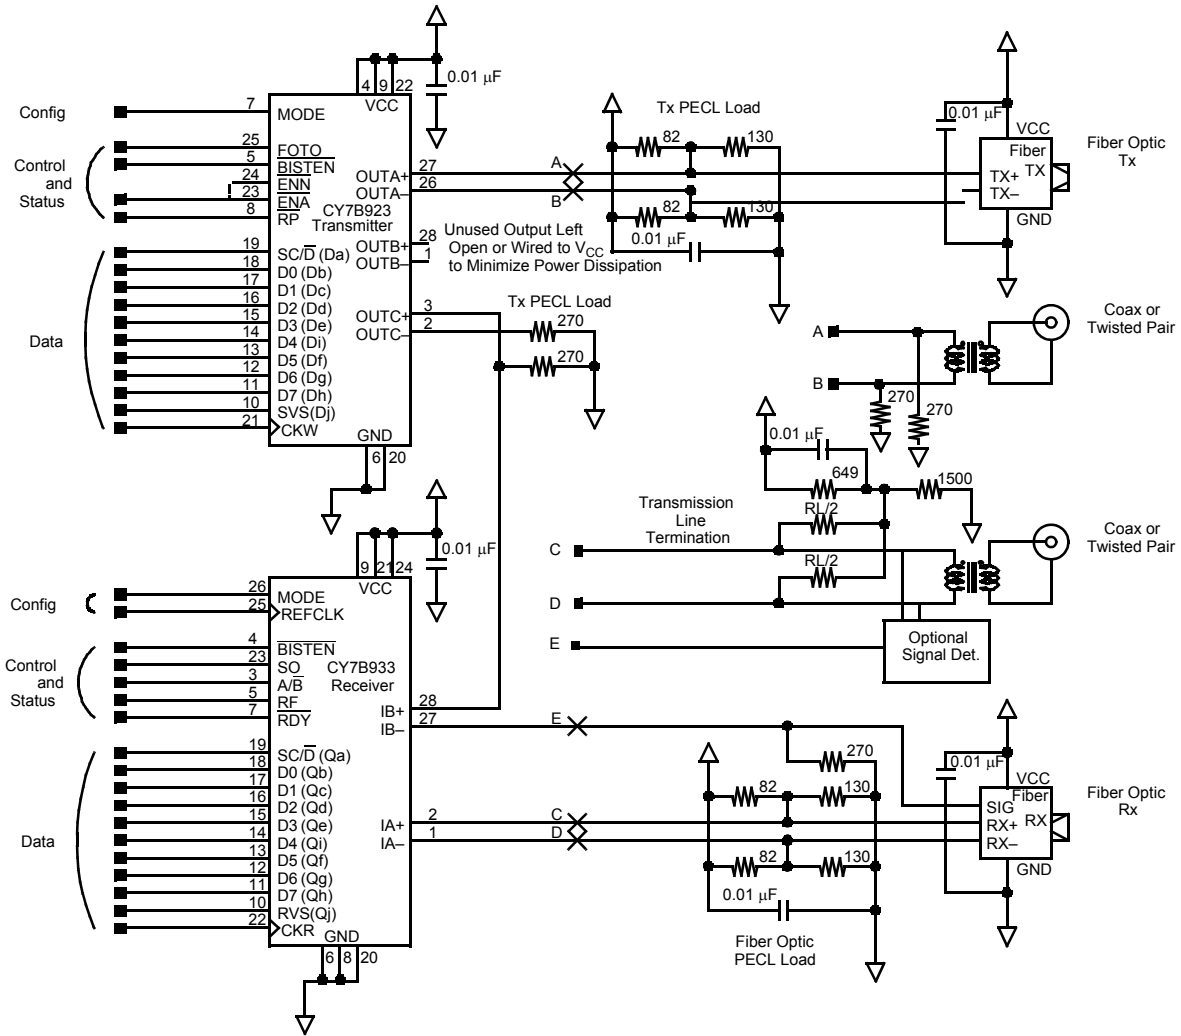 0.01 μF
4 9 22
VCC
Config
7
MODE
Control
and
Status
25
FOTO
5
BISTEN
24
ENN
23
ENA
8
RP
CY7B923
Transmitter
OUTA+
27
OUTA–
26
OUTB+
28
OUTB–
1
OUTC+
3
OUTC–
2
Data
19
SC/D (Da)
18
D0 (Db)
17
D1 (Dc)
16
D2 (Dd)
15
D3 (De)
14
D4 (Di)
13
D5 (Df)
12
D6 (Dg)
11
D7 (Dh)
10
SVS(Dj)
21
CKW
GND
6 20
Unused Output Left
Open or Wired to VCC
to Minimize Power Dissipation
A
B
Tx PECL Load
82
130
82
130
0.01 μF
Tx PECL Load
270
270
0.01 μF
VCC
Fiber
TX
TX+
TX–
GND
Fiber Optic
Tx
A
B
270
270
Coax or
Twisted Pair
0.01 μF
649
1500
RL/2
RL/2
Transmission
Line
Termination
C
D
E
Optional
Signal Det.
Coax or
Twisted Pair
0.01 μF
9 21 24
VCC
Config
26
MODE
25
REFCLK
Control
and
Status
4
BISTEN
23
SO
3
A/B
5
RF
7
RDY
CY7B933
Receiver
IB+
28
IB–
27
IA+
2
IA–
1
Data
19
SC/D (Qa)
18
D0 (Qb)
17
D1 (Qc)
16
D2 (Qd)
15
D3 (Qe)
14
D4 (Qi)
13
D5 (Qf)
12
D6 (Qg)
11
D7 (Qh)
10
RVS(Qj)
22
CKR
GND
6 8 20
E
C
D
270
82
130
82
130
0.01 μF
Fiber Optic
PECL Load
0.01 μF
VCC
Fiber
RX
SIG
RX+
RX–
GND
Fiber Optic
Rx